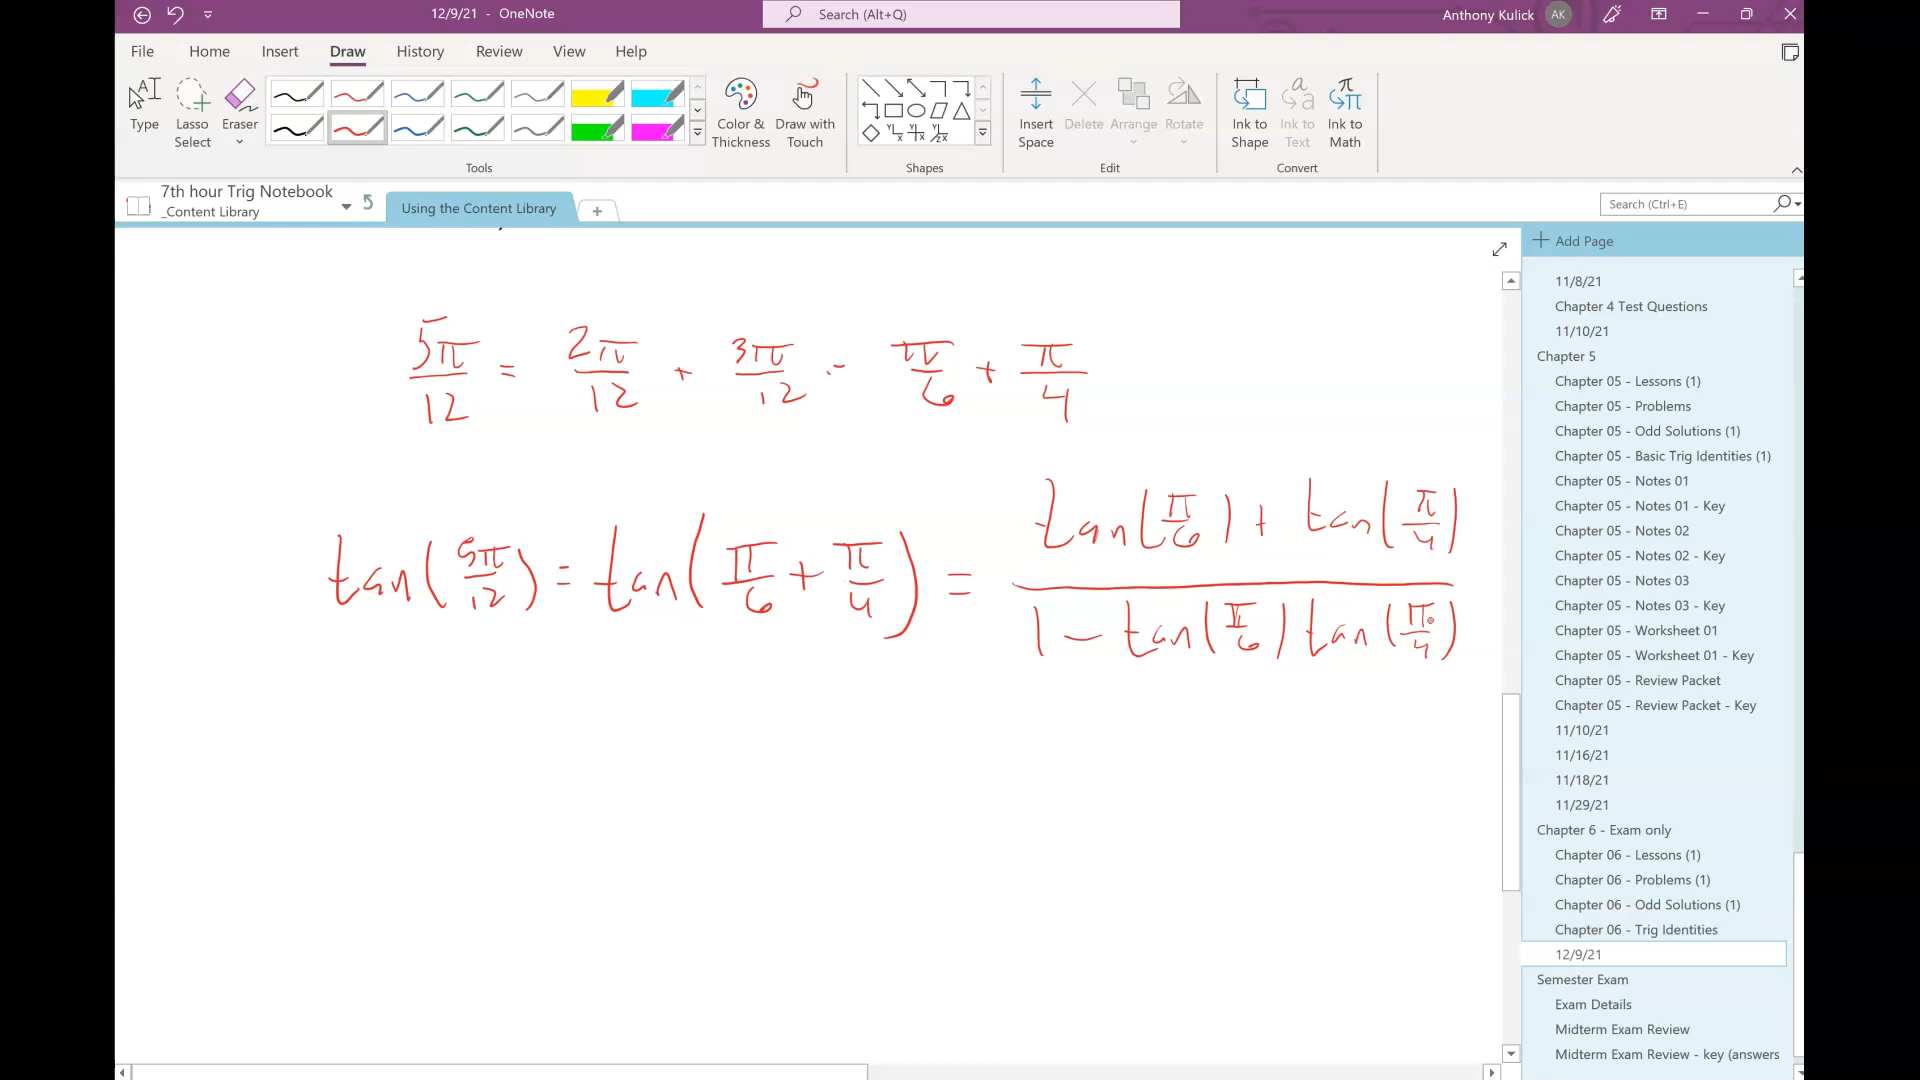 12/9/21 - OneNote
Search (Alt+Q)
Anthony Kulick
AK
File Home Insert Draw History Review View Help
Type
Lasso Select
Eraser
Color & Thickness
Draw with Touch
Insert Space
Delete
Arrange
Rotate
Ink to Shape
Ink to Text
Ink to Math
Tools
Shapes
Edit
Convert
7th hour Trig Notebook
_Content Library
Using the Content Library
Search (Ctrl+E)
5π/12 = 2π/12 + 3π/12 = π/6 + π/4
tan(5π/12) = tan(π/6 + π/4) = (tan(π/6) + tan(π/4)) / (1 - tan(π/6) tan(π/4))
Add Page
11/8/21
Chapter 4 Test Questions
11/10/21
Chapter 5
Chapter 05 - Lessons (1)
Chapter 05 - Problems
Chapter 05 - Odd Solutions (1)
Chapter 05 - Basic Trig Identities (1)
Chapter 05 - Notes 01
Chapter 05 - Notes 01 - Key
Chapter 05 - Notes 02
Chapter 05 - Notes 02 - Key
Chapter 05 - Notes 03
Chapter 05 - Notes 03 - Key
Chapter 05 - Worksheet 01
Chapter 05 - Worksheet 01 - Key
Chapter 05 - Review Packet
Chapter 05 - Review Packet - Key
11/10/21
11/16/21
11/18/21
11/29/21
Chapter 6 - Exam only
Chapter 06 - Lessons (1)
Chapter 06 - Problems (1)
Chapter 06 - Odd Solutions (1)
Chapter 06 - Trig Identities
12/9/21
Semester Exam
Exam Details
Midterm Exam Review
Midterm Exam Review - key (answers